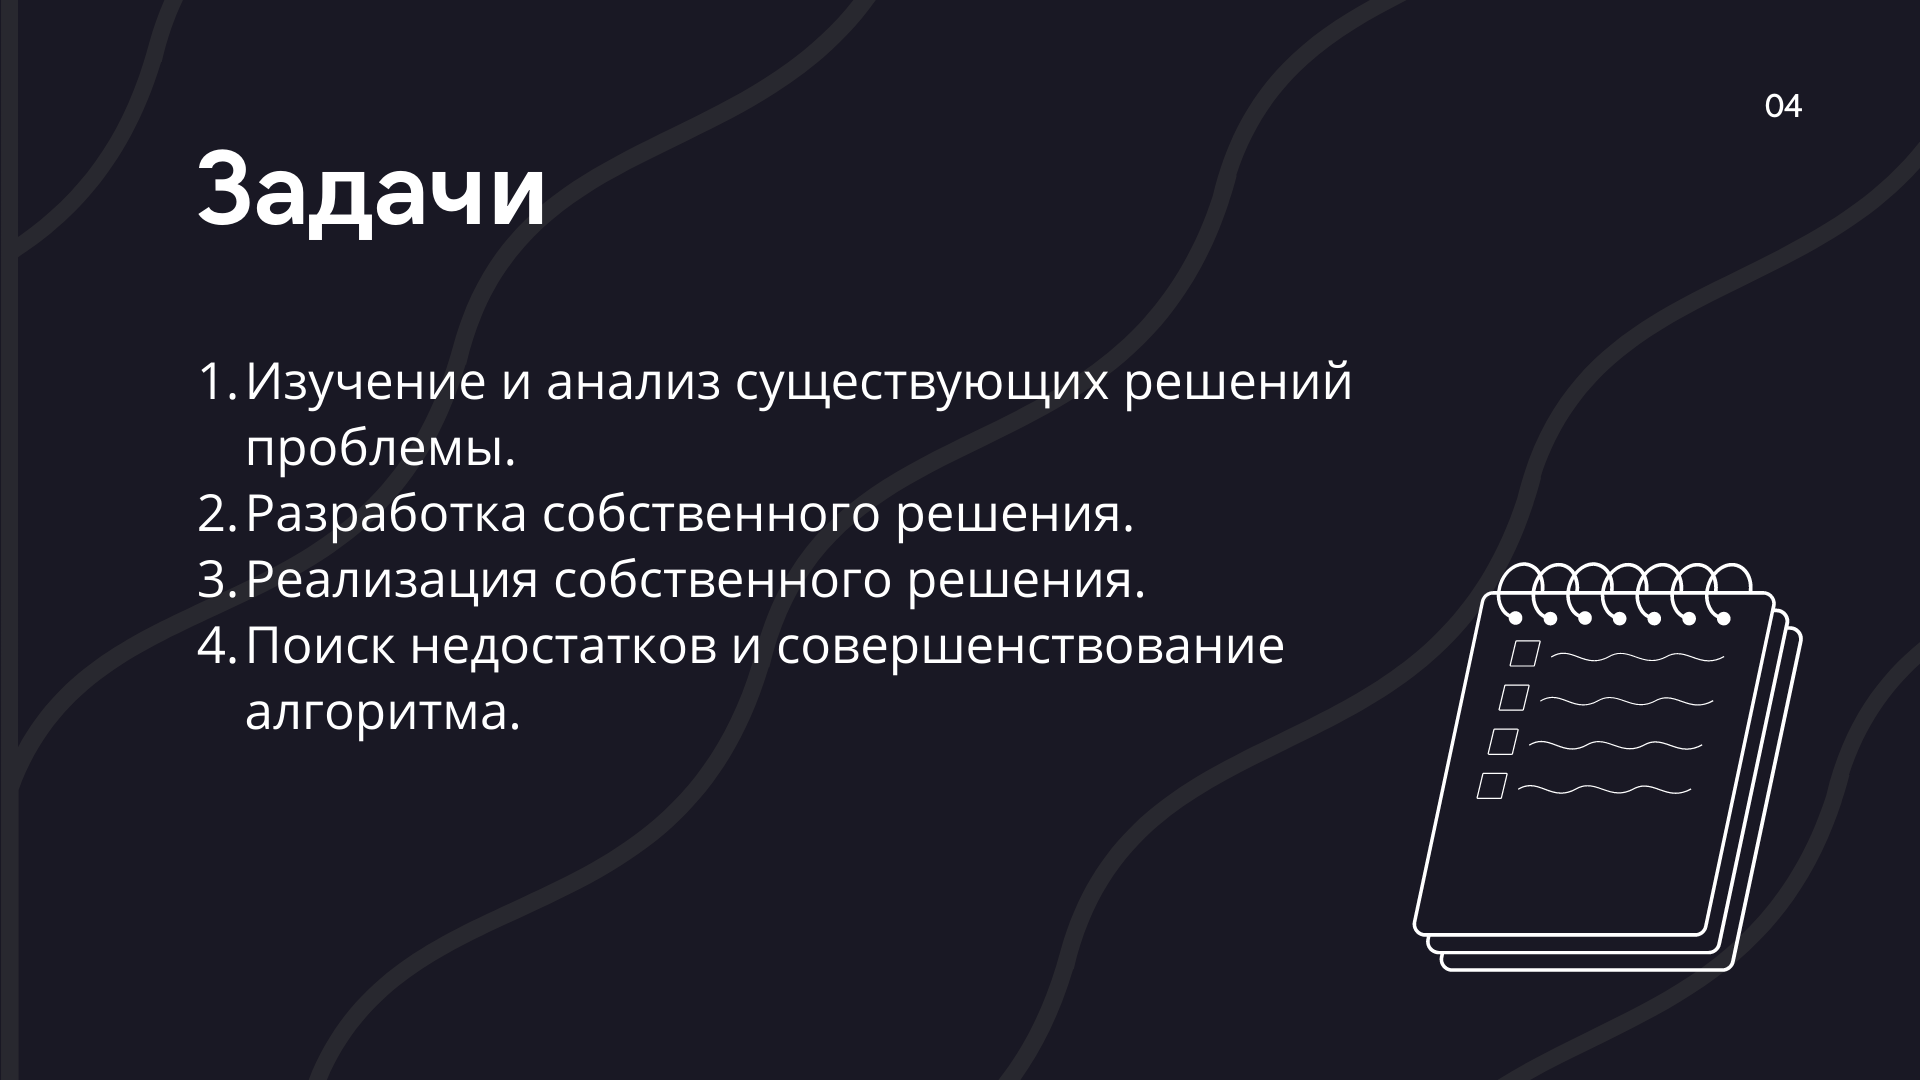 04
Задачи
1. Изучение и анализ существующих решений
проблемы.
2. Разработка собственного решения.
3. Реализация собственного решения.
4. Поиск недостатков и совершенствование
алгоритма.